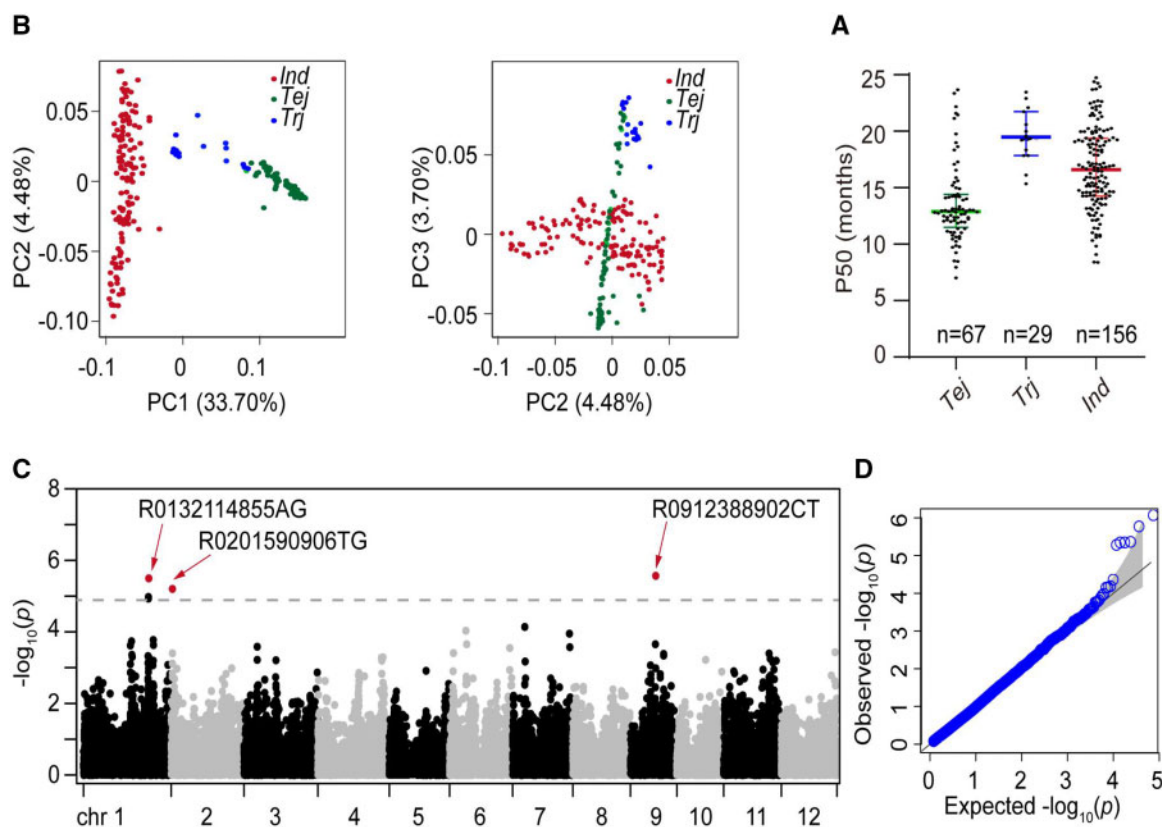 B
Ind
Tej
Trj
0.05
0
-0.05
-0.10
PC2 (4.48%)
-0.1
0
0.1
PC1 (33.70%)
Ind
Tej
Trj
0.05
0
-0.05
PC3 (3.70%)
-0.1
-0.05
0
0.05
PC2 (4.48%)
A
25
20
15
10
5
0
P50 (months)
n=67 n=29 n=156
Tej
Trj
Ind
C
8
6
4
2
0
-log10(p)
R0132114855AG
R0201590906TG
R0912388902CT
chr 1 2 3 4 5 6 7 8 9 10 11 12
D
6
5
4
3
2
1
0
Observed -log10(p)
0 1 2 3 4 5
Expected -log10(p)